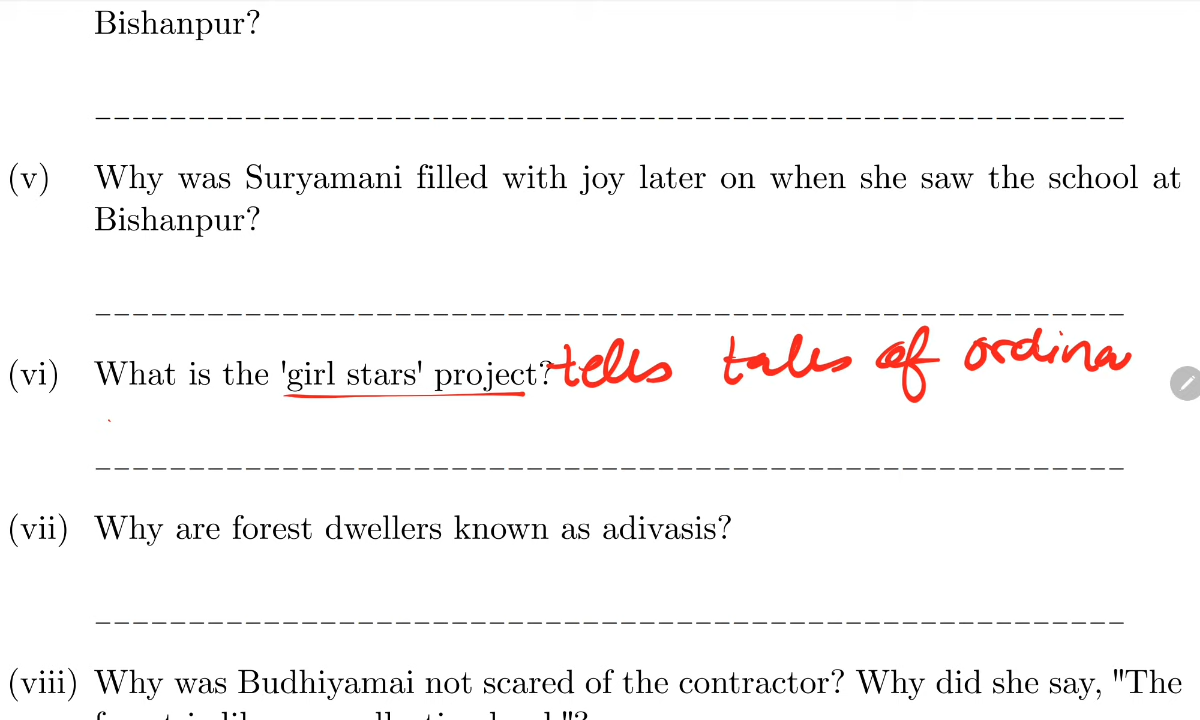 Bishanpur?
(v) Why was Suryamani filled with joy later on when she saw the school at
Bishanpur?
(vi) What is the 'girl stars' project? tells tales of ordina
(vii) Why are forest dwellers known as adivasis?
(viii) Why was Budhiyamai not scared of the contractor? Why did she say, "The